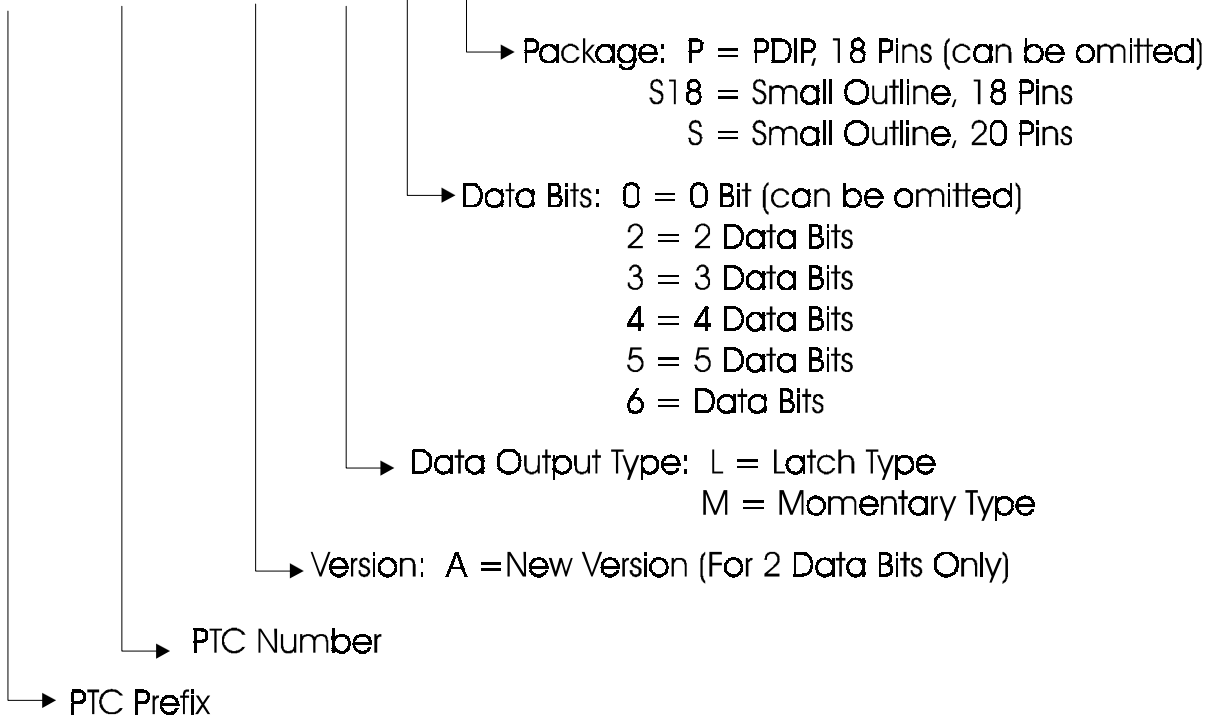 Package: P = PDIP, 18 Pins (can be omitted)
S18 = Small Outline, 18 Pins
S = Small Outline, 20 Pins
Data Bits: 0 = 0 Bit (can be omitted)
2 = 2 Data Bits
3 = 3 Data Bits
4 = 4 Data Bits
5 = 5 Data Bits
6 = Data Bits
Data Output Type: L = Latch Type
M = Momentary Type
Version: A =New Version (For 2 Data Bits Only)
PTC Number
PTC Prefix